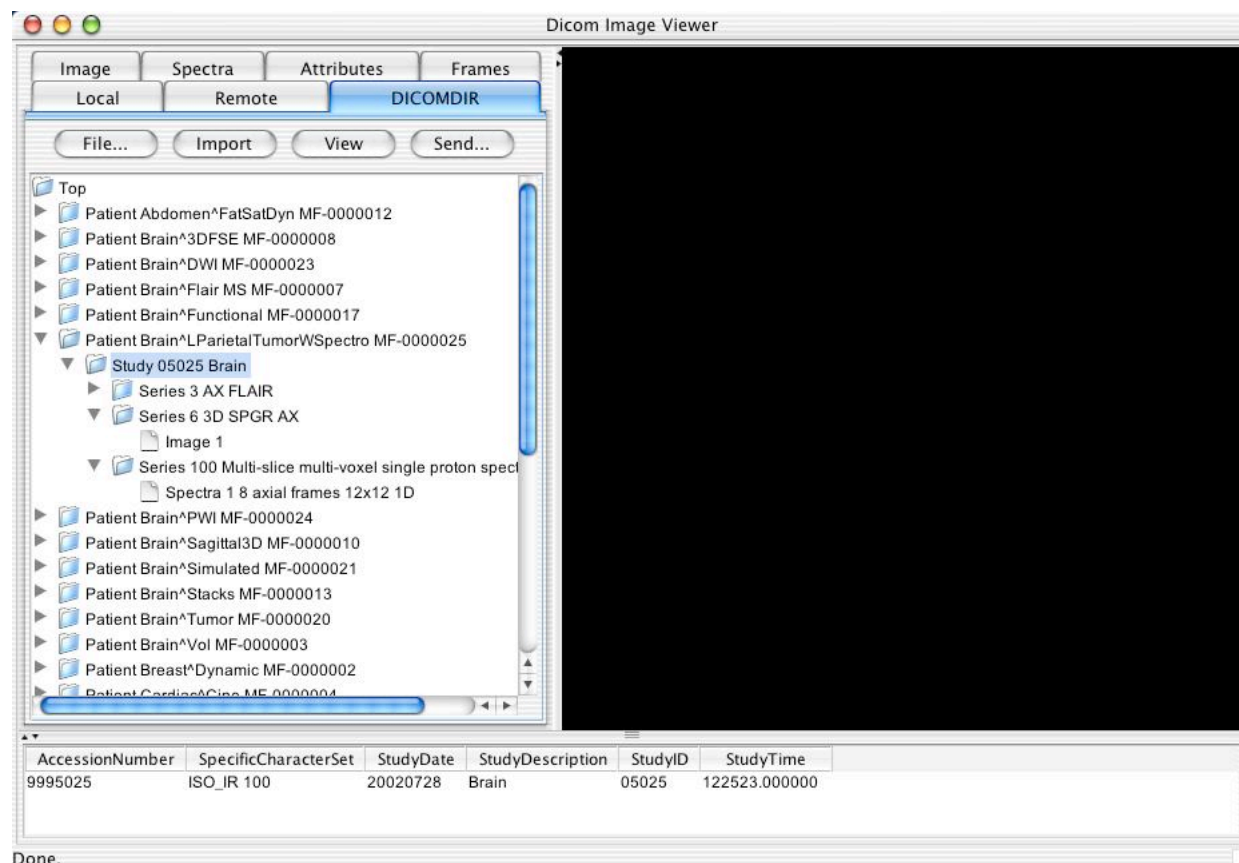 Dicom Image Viewer
Image Spectra Attributes Frames
Local Remote DICOMDIR
File... Import View Send...
Top
Patient Abdomen^FatSatDyn MF-0000012
Patient Brain^3DFSE MF-0000008
Patient Brain^DWI MF-0000023
Patient Brain^Flair MS MF-0000007
Patient Brain^Functional MF-0000017
Patient Brain^LParietalTumorWSpectro MF-0000025
Study 05025 Brain
Series 3 AX FLAIR
Series 6 3D SPGR AX
Image 1
Series 100 Multi-slice multi-voxel single proton spect
Spectra 1 8 axial frames 12x12 1D
Patient Brain^PWI MF-0000024
Patient Brain^Sagittal3D MF-0000010
Patient Brain^Simulated MF-0000021
Patient Brain^Stacks MF-0000013
Patient Brain^Tumor MF-0000020
Patient Brain^Vol MF-0000003
Patient Breast^Dynamic MF-0000002
Patient Cardiac^Cine MF-0000004
AccessionNumber SpecificCharacterSet StudyDate StudyDescription StudyID StudyTime
9995025 ISO_IR 100 20020728 Brain 05025 122523.000000
Done.